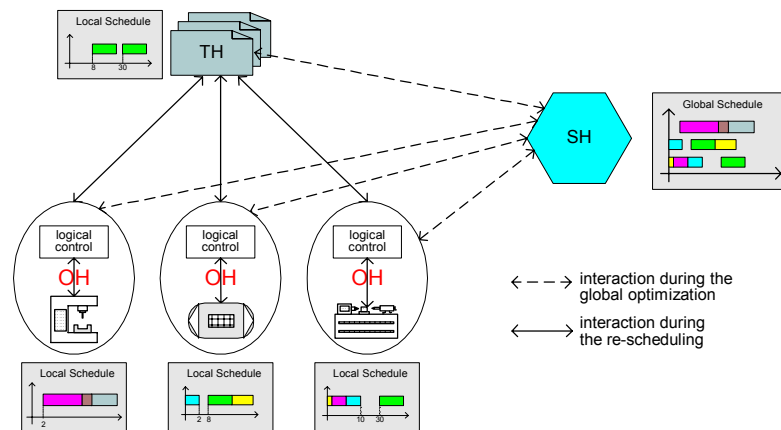 Local Schedule
8 30
TH
Global Schedule
SH
logical
control
OH
logical
control
OH
logical
control
OH
interaction during the
global optimization
interaction during
the re-scheduling
Local Schedule
2
Local Schedule
2 8
Local Schedule
10 30